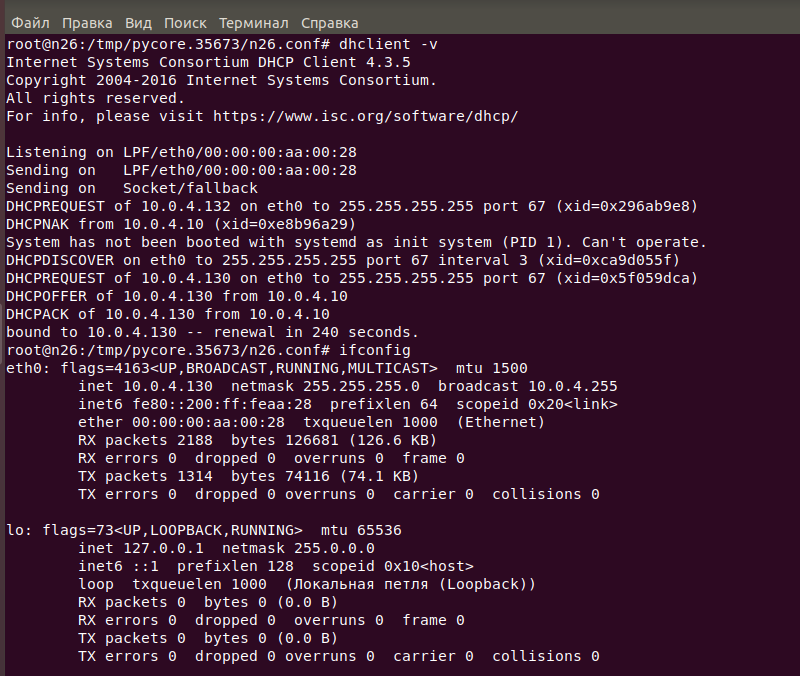 Файл Правка Вид Поиск Терминал Справка
root@n26:/tmp/pycore.35673/n26.conf# dhclient -v
Internet Systems Consortium DHCP Client 4.3.5
Copyright 2004-2016 Internet Systems Consortium.
All rights reserved.
For info, please visit https://www.isc.org/software/dhcp/

Listening on LPF/eth0/00:00:00:aa:00:28
Sending on   LPF/eth0/00:00:00:aa:00:28
Sending on   Socket/fallback
DHCPREQUEST of 10.0.4.132 on eth0 to 255.255.255.255 port 67 (xid=0x296ab9e8)
DHCPNAK from 10.0.4.10 (xid=0xe8b96a29)
System has not been booted with systemd as init system (PID 1). Can't operate.
DHCPDISCOVER on eth0 to 255.255.255.255 port 67 interval 3 (xid=0xca9d055f)
DHCPREQUEST of 10.0.4.130 on eth0 to 255.255.255.255 port 67 (xid=0x5f059dca)
DHCPOFFER of 10.0.4.130 from 10.0.4.10
DHCPACK of 10.0.4.130 from 10.0.4.10
bound to 10.0.4.130 -- renewal in 240 seconds.
root@n26:/tmp/pycore.35673/n26.conf# ifconfig
eth0: flags=4163<UP,BROADCAST,RUNNING,MULTICAST>  mtu 1500
        inet 10.0.4.130  netmask 255.255.255.0  broadcast 10.0.4.255
        inet6 fe80::200:ff:feaa:28  prefixlen 64  scopeid 0x20<link>
        ether 00:00:00:aa:00:28  txqueuelen 1000  (Ethernet)
        RX packets 2188  bytes 126681 (126.6 KB)
        RX errors 0  dropped 0  overruns 0  frame 0
        TX packets 1314  bytes 74116 (74.1 KB)
        TX errors 0  dropped 0 overruns 0  carrier 0  collisions 0

lo: flags=73<UP,LOOPBACK,RUNNING>  mtu 65536
        inet 127.0.0.1  netmask 255.0.0.0
        inet6 ::1  prefixlen 128  scopeid 0x10<host>
        loop  txqueuelen 1000  (Локальная петля (Loopback))
        RX packets 0  bytes 0 (0.0 B)
        RX errors 0  dropped 0  overruns 0  frame 0
        TX packets 0  bytes 0 (0.0 B)
        TX errors 0  dropped 0 overruns 0  carrier 0  collisions 0